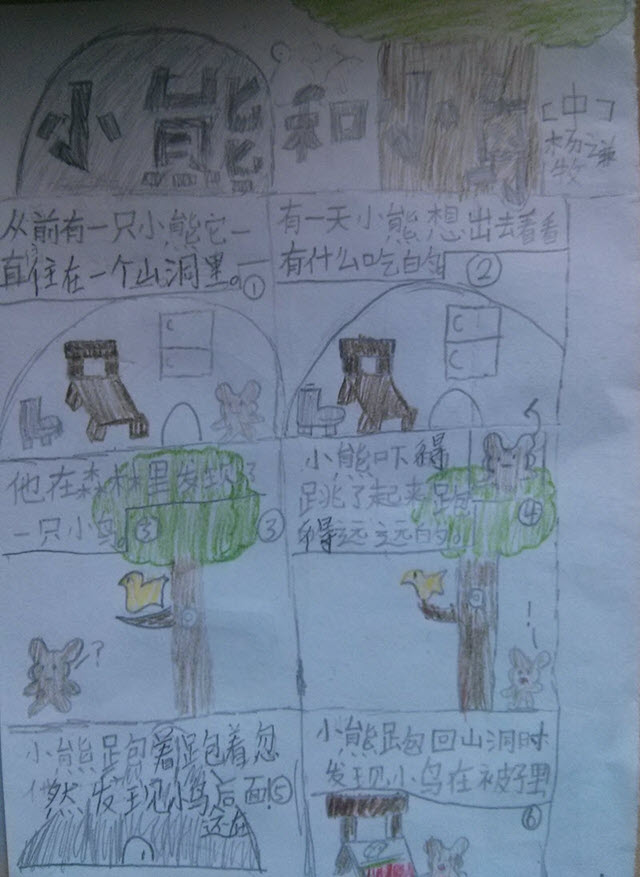 小熊和小鸟
[中]
杨
牧
从前有一只小熊它一
直住在一个山洞里。①
有一天小熊想出去看看
有什么吃的 ②
C
C
C
C
他在森林里发现了
一只小鸟。③ ③
?
小熊吓得
跳了起来跑
得远远的。④
!
小熊跑着跑着忽
然发现小鸟后面!⑤
还在
小熊跑回山洞时
发现小鸟在被子里
⑥